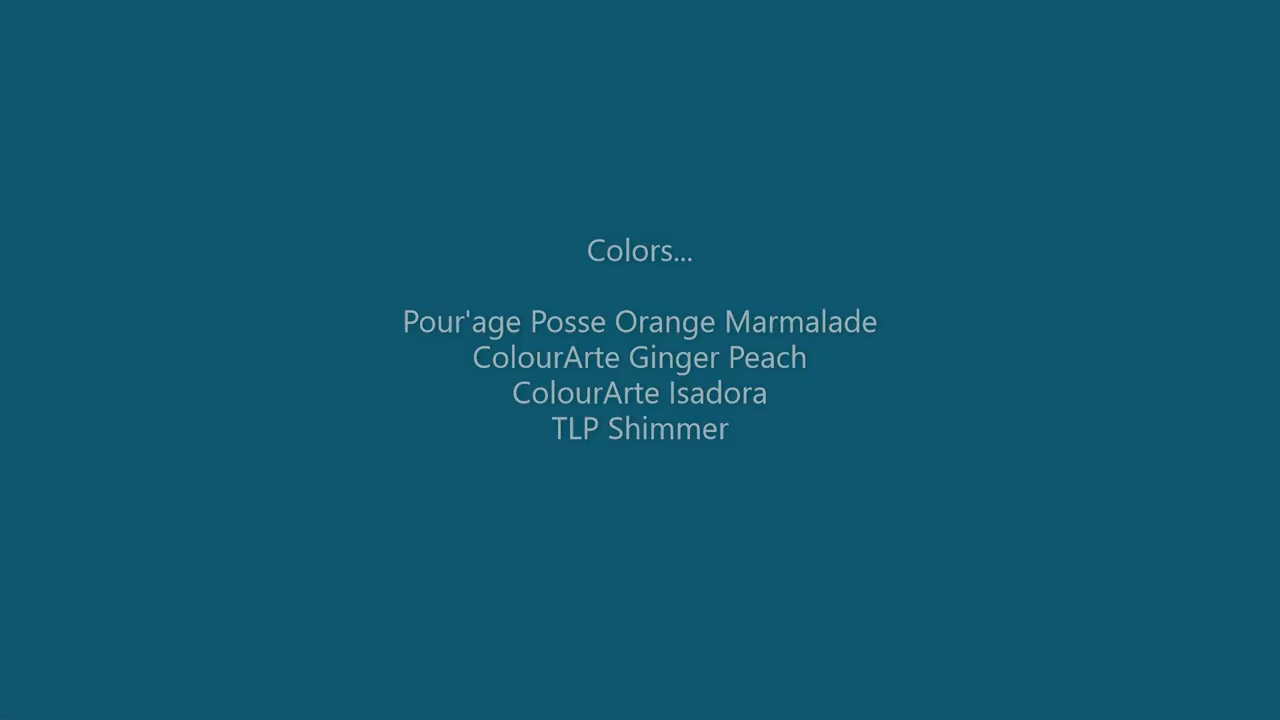 Colors...
Pour'age Posse Orange Marmalade
ColourArte Ginger Peach
ColourArte Isadora
TLP Shimmer